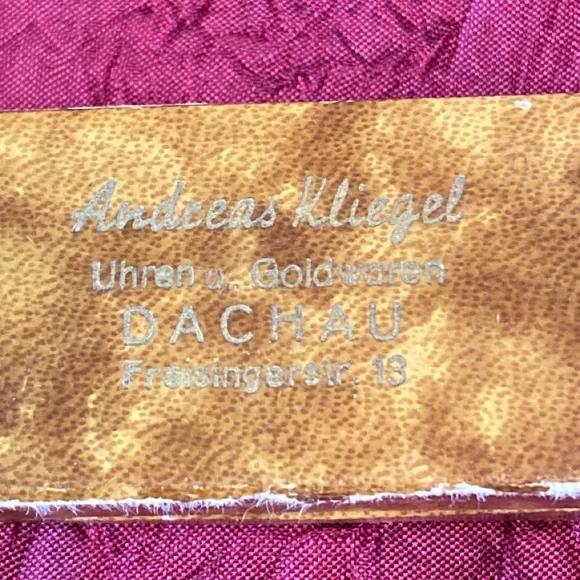 Andreas Kliegel
Uhren u. Goldwaren
DACHAU
Freisingerstr. 13